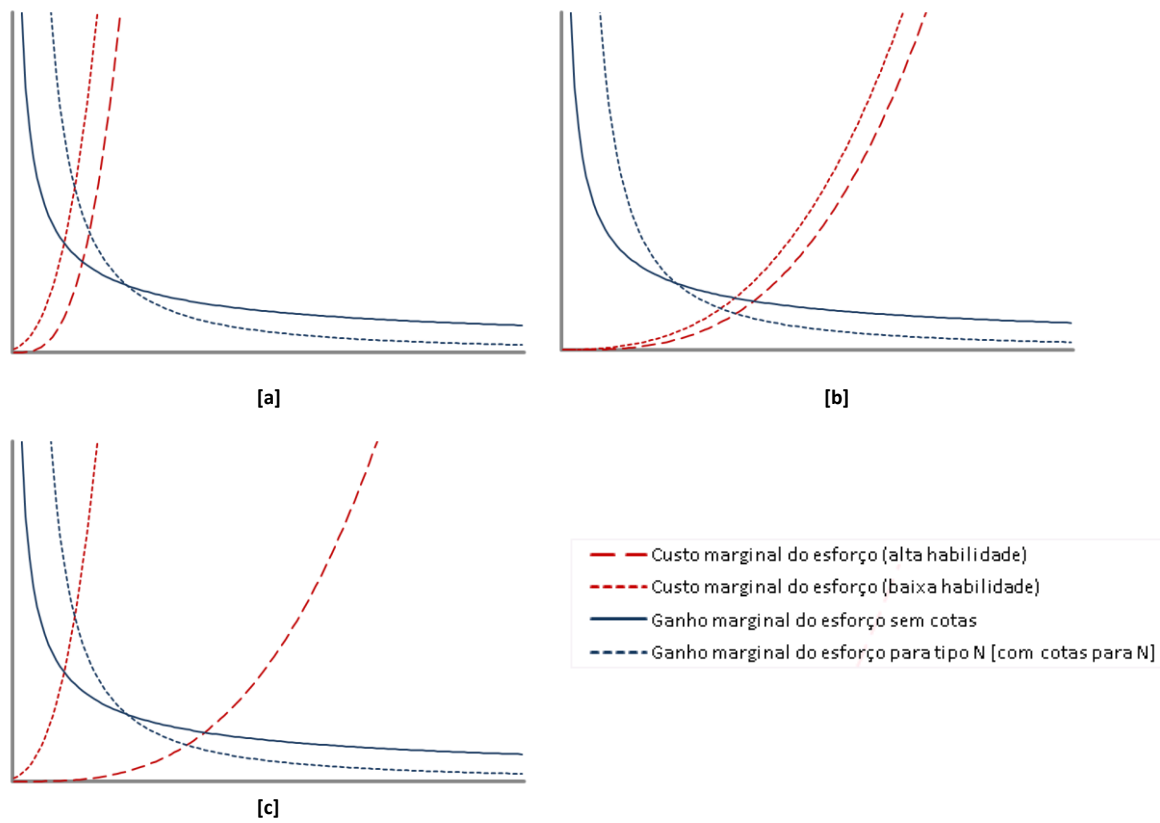 [a]
[b]
[c]
Custo marginal do esforço (alta habilidade)
Custo marginal do esforço (baixa habilidade)
Ganho marginal do esforço sem cotas
Ganho marginal do esforço para tipo N [com cotas para N]